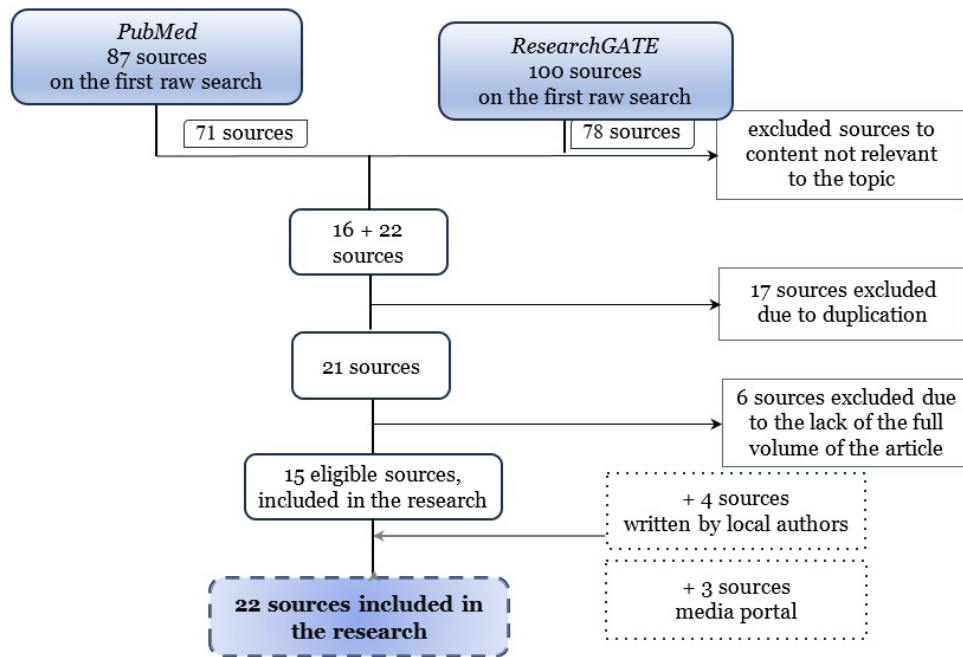 PubMed
87 sources
on the first raw search
ResearchGATE
100 sources
on the first raw search
71 sources
78 sources
excluded sources to
content not relevant
to the topic
16 + 22
sources
17 sources excluded
due to duplication
21 sources
6 sources excluded due
to the lack of the full
volume of the article
15 eligible sources,
included in the research
+ 4 sources
written by local authors
+ 3 sources
media portal
22 sources included in
the research